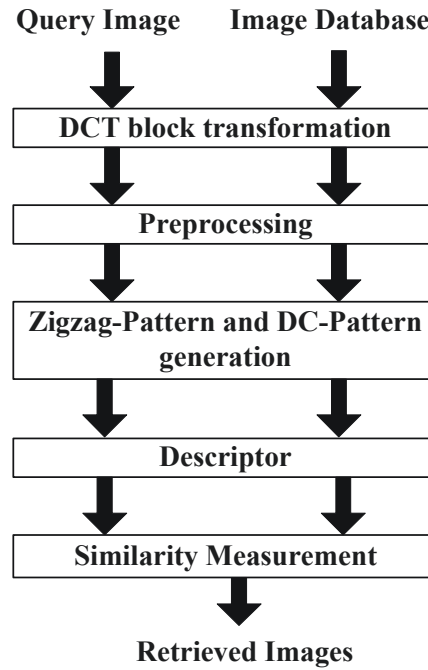 Query Image Image Database
DCT block transformation
Preprocessing
Zigzag-Pattern and DC-Pattern
generation
Descriptor
Similarity Measurement
Retrieved Images